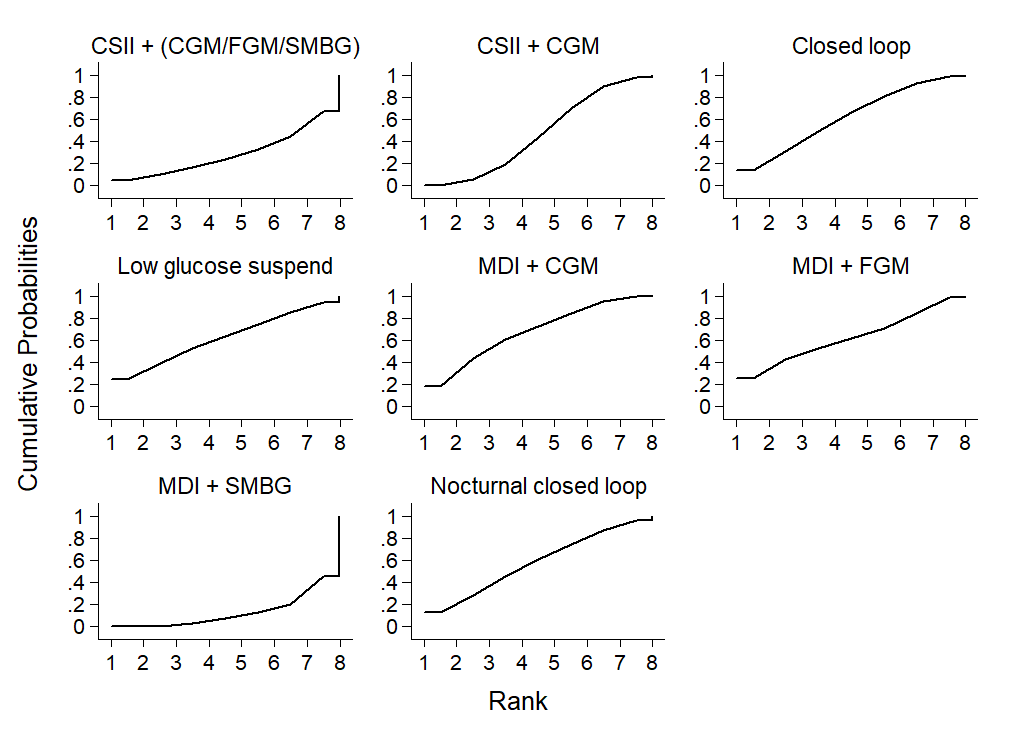 CSII + (CGM/FGM/SMBG)
CSII + CGM
Closed loop
1
.8
.6
.4
.2
0
1 2 3 4 5 6 7 8
1
.8
.6
.4
.2
0
1 2 3 4 5 6 7 8
1
.8
.6
.4
.2
0
1 2 3 4 5 6 7 8
Low glucose suspend
MDI + CGM
MDI + FGM
1
.8
.6
.4
.2
0
1 2 3 4 5 6 7 8
1
.8
.6
.4
.2
0
1 2 3 4 5 6 7 8
1
.8
.6
.4
.2
0
1 2 3 4 5 6 7 8
MDI + SMBG
Nocturnal closed loop
1
.8
.6
.4
.2
0
1 2 3 4 5 6 7 8
1
.8
.6
.4
.2
0
1 2 3 4 5 6 7 8
Cumulative Probabilities
Rank